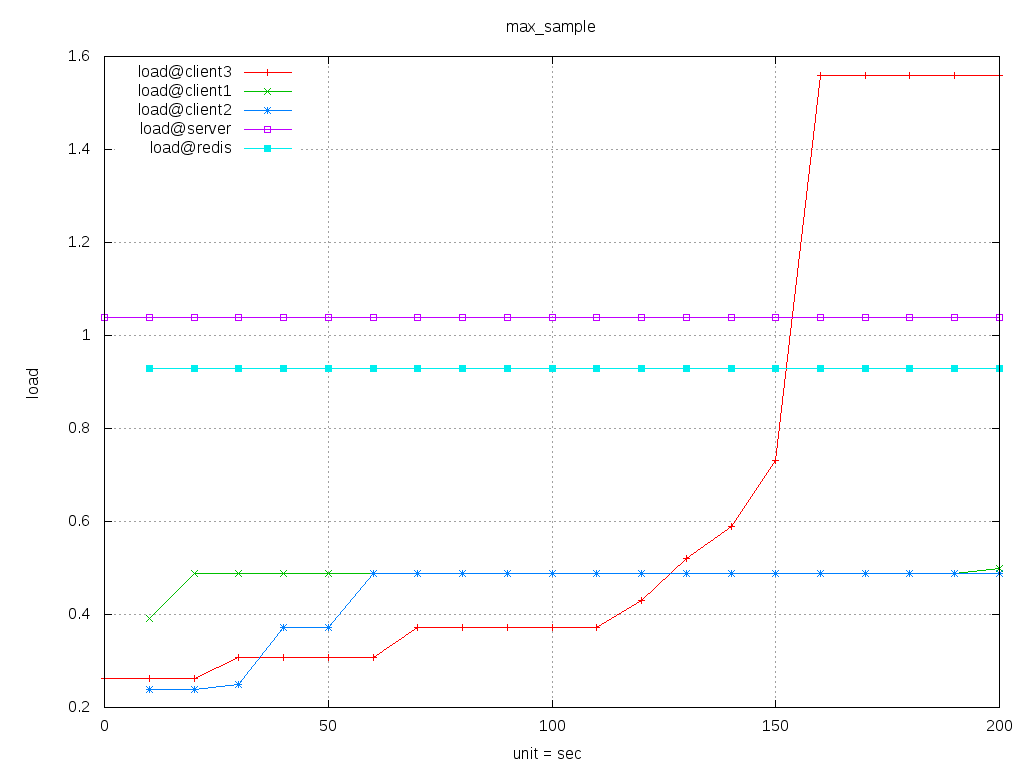 max_sample
1.6
1.4
1.2
1
0.8
0.6
0.4
0.2
load
load@client3
load@client1
load@client2
load@server
load@redis
0 50 100 150 200
unit = sec